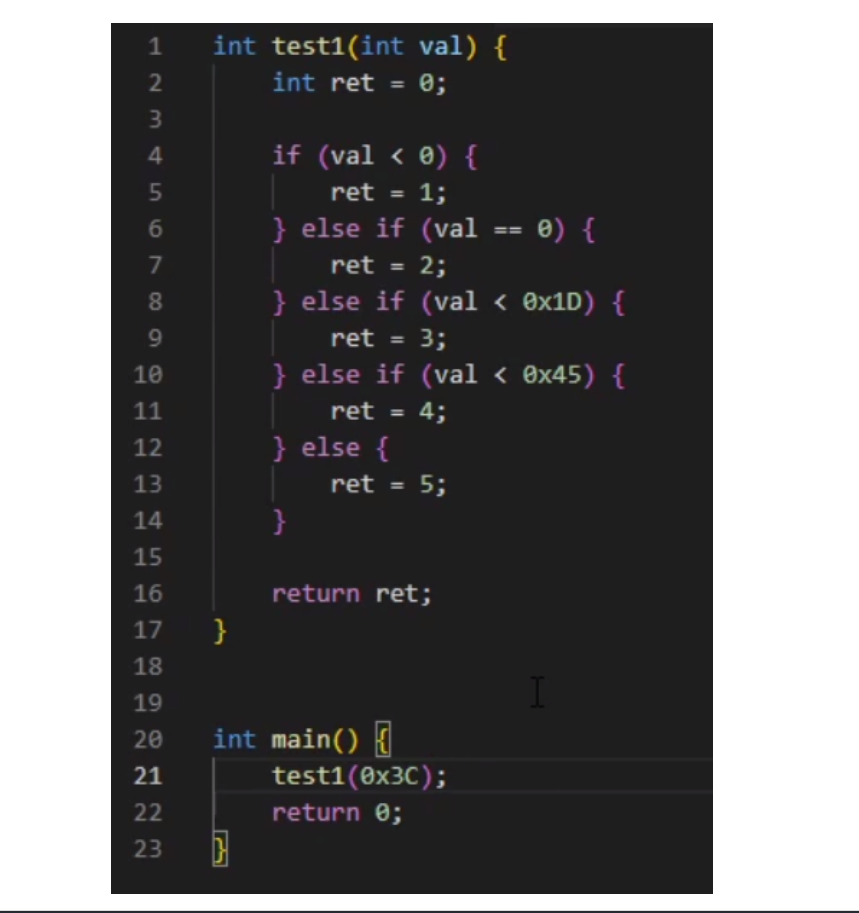 1 int test1(int val) {
2 int ret = 0;
3
4 if (val < 0) {
5 ret = 1;
6 } else if (val == 0) {
7 ret = 2;
8 } else if (val < 0x1D) {
9 ret = 3;
10 } else if (val < 0x45) {
11 ret = 4;
12 } else {
13 ret = 5;
14 }
15
16 return ret;
17 }
18
19
20 int main() {
21 test1(0x3C);
22 return 0;
23 }